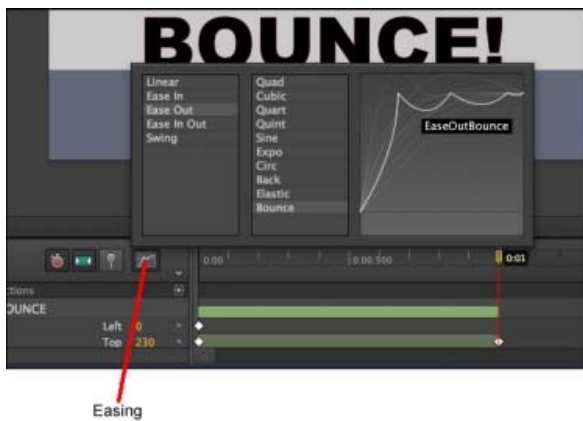 BOUNCE!
Linear
Ease In
Ease Out
Ease In Out
Swing
Quad
Cubic
Quart
Quint
Sine
Expo
Circ
Back
Elastic
Bounce
EaseOutBounce
0:00
0:00.500
0:01
ctions
OUNCE
Left 0
Top 230
Easing